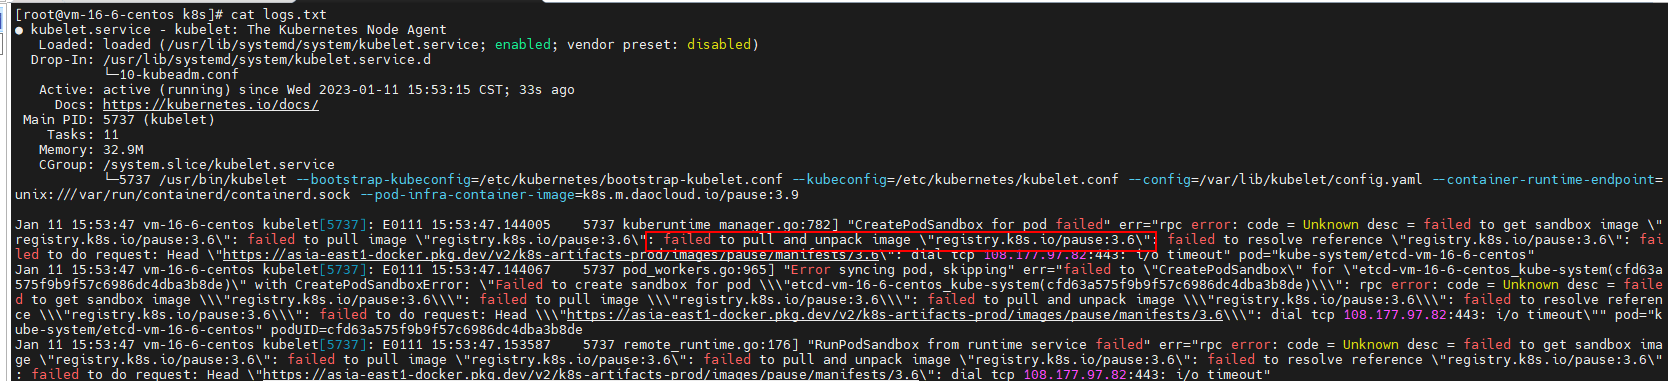 [root@vm-16-6-centos k8s]# cat logs.txt
● kubelet.service - kubelet: The Kubernetes Node Agent
   Loaded: loaded (/usr/lib/systemd/system/kubelet.service; enabled; vendor preset: disabled)
  Drop-In: /usr/lib/systemd/system/kubelet.service.d
           └─10-kubeadm.conf
   Active: active (running) since Wed 2023-01-11 15:53:15 CST; 33s ago
     Docs: https://kubernetes.io/docs/
 Main PID: 5737 (kubelet)
    Tasks: 11
   Memory: 32.9M
   CGroup: /system.slice/kubelet.service
           └─5737 /usr/bin/kubelet --bootstrap-kubeconfig=/etc/kubernetes/bootstrap-kubelet.conf --kubeconfig=/etc/kubernetes/kubelet.conf --config=/var/lib/kubelet/config.yaml --container-runtime-endpoint=
unix:///var/run/containerd/containerd.sock --pod-infra-container-image=k8s.m.daocloud.io/pause:3.9
Jan 11 15:53:47 vm-16-6-centos kubelet[5737]: E0111 15:53:47.144005    5737 kuberuntime_manager.go:782] "CreatePodSandbox for pod failed" err="rpc error: code = Unknown desc = failed to get sandbox image \"
registry.k8s.io/pause:3.6\": failed to pull image \"registry.k8s.io/pause:3.6\": failed to pull and unpack image \"registry.k8s.io/pause:3.6\": failed to resolve reference \"registry.k8s.io/pause:3.6\": fai
led to do request: Head \"https://asia-east1-docker.pkg.dev/v2/k8s-artifacts-prod/images/pause/manifests/3.6\": dial tcp 108.177.97.82:443: i/o timeout" pod="kube-system/etcd-vm-16-6-centos"
Jan 11 15:53:47 vm-16-6-centos kubelet[5737]: E0111 15:53:47.144067    5737 pod_workers.go:965] "Error syncing pod, skipping" err="failed to \"CreatePodSandbox\" for \"etcd-vm-16-6-centos_kube-system(cfd63a
575f9b9f57c6986dc4dba3b8de)\" with CreatePodSandboxError: \"Failed to create sandbox for pod \\\"etcd-vm-16-6-centos_kube-system(cfd63a575f9b9f57c6986dc4dba3b8de)\\\": rpc error: code = Unknown desc = faile
d to get sandbox image \\\"registry.k8s.io/pause:3.6\\\": failed to pull image \\\"registry.k8s.io/pause:3.6\\\": failed to pull and unpack image \\\"registry.k8s.io/pause:3.6\\\": failed to resolve referen
ce \\\"registry.k8s.io/pause:3.6\\\": failed to do request: Head \\\"https://asia-east1-docker.pkg.dev/v2/k8s-artifacts-prod/images/pause/manifests/3.6\\\": dial tcp 108.177.97.82:443: i/o timeout\"" pod="k
ube-system/etcd-vm-16-6-centos" podUID=cfd63a575f9b9f57c6986dc4dba3b8de
Jan 11 15:53:47 vm-16-6-centos kubelet[5737]: E0111 15:53:47.153587    5737 remote_runtime.go:176] "RunPodSandbox from runtime service failed" err="rpc error: code = Unknown desc = failed to get sandbox ima
ge \"registry.k8s.io/pause:3.6\": failed to pull image \"registry.k8s.io/pause:3.6\": failed to pull and unpack image \"registry.k8s.io/pause:3.6\": failed to resolve reference \"registry.k8s.io/pause:3.6\"
: failed to do request: Head \"https://asia-east1-docker.pkg.dev/v2/k8s-artifacts-prod/images/pause/manifests/3.6\": dial tcp 108.177.97.82:443: i/o timeout"